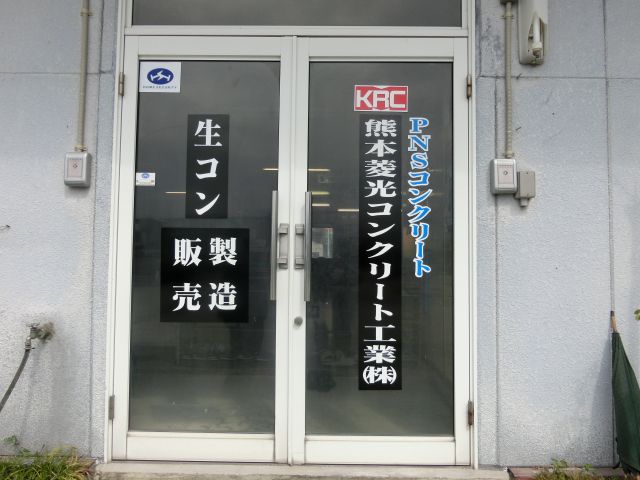 KRC
PNSコンクリート
熊本菱光コンクリート工業㈱
生コン
製造
販売